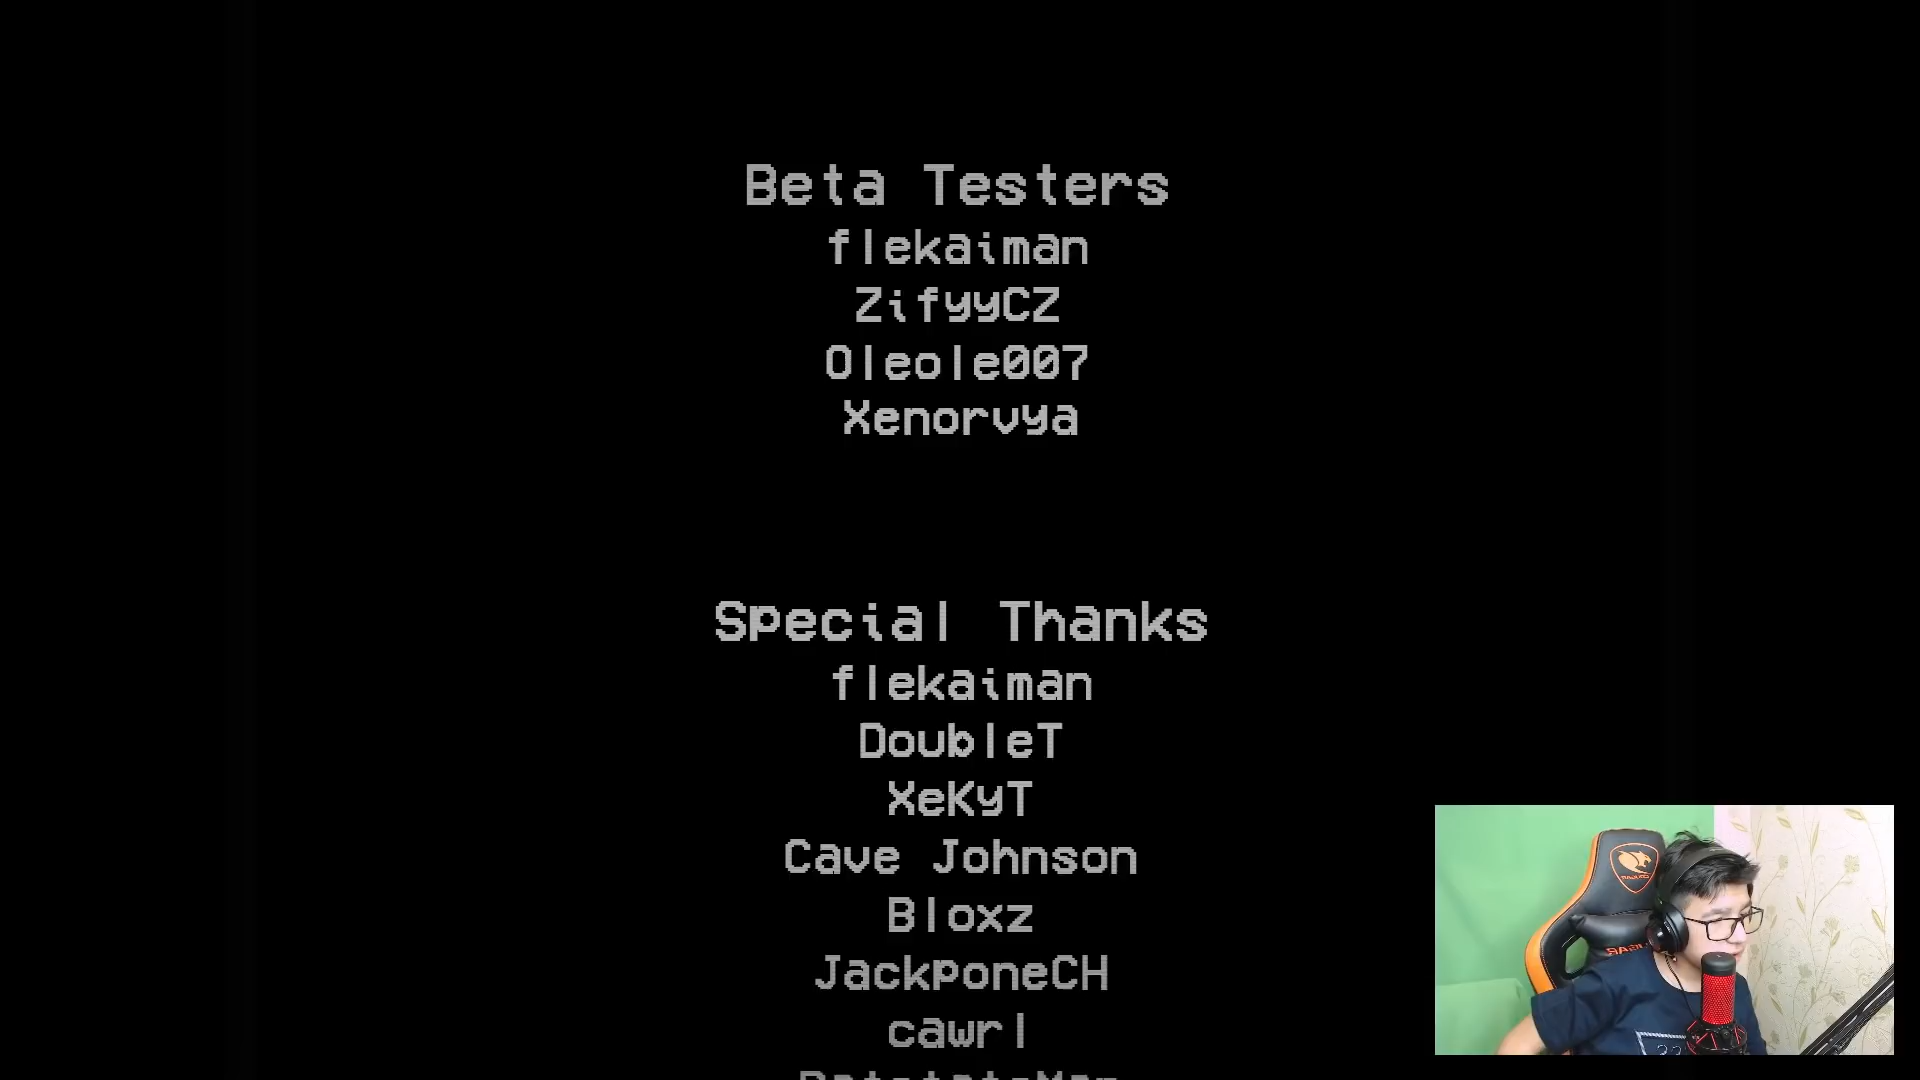 Beta Testers
flekaiman
ZifyyCZ
Oleole007
Xenorvya
Special Thanks
flekaiman
DoubleT
XeKyT
Cave Johnson
Bloxz
JackponeCH
cawrl